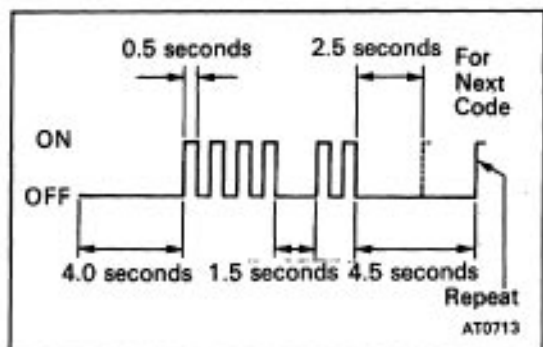 0.5 seconds
2.5 seconds
For
Next
Code
ON
OFF
4.0 seconds
1.5 seconds
4.5 seconds
Repeat
AT0713